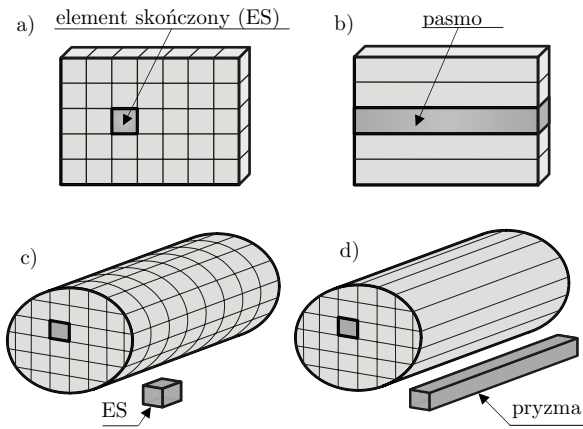 a) element skończony (ES)
b) pasmo
c)
d)
ES
pryzma